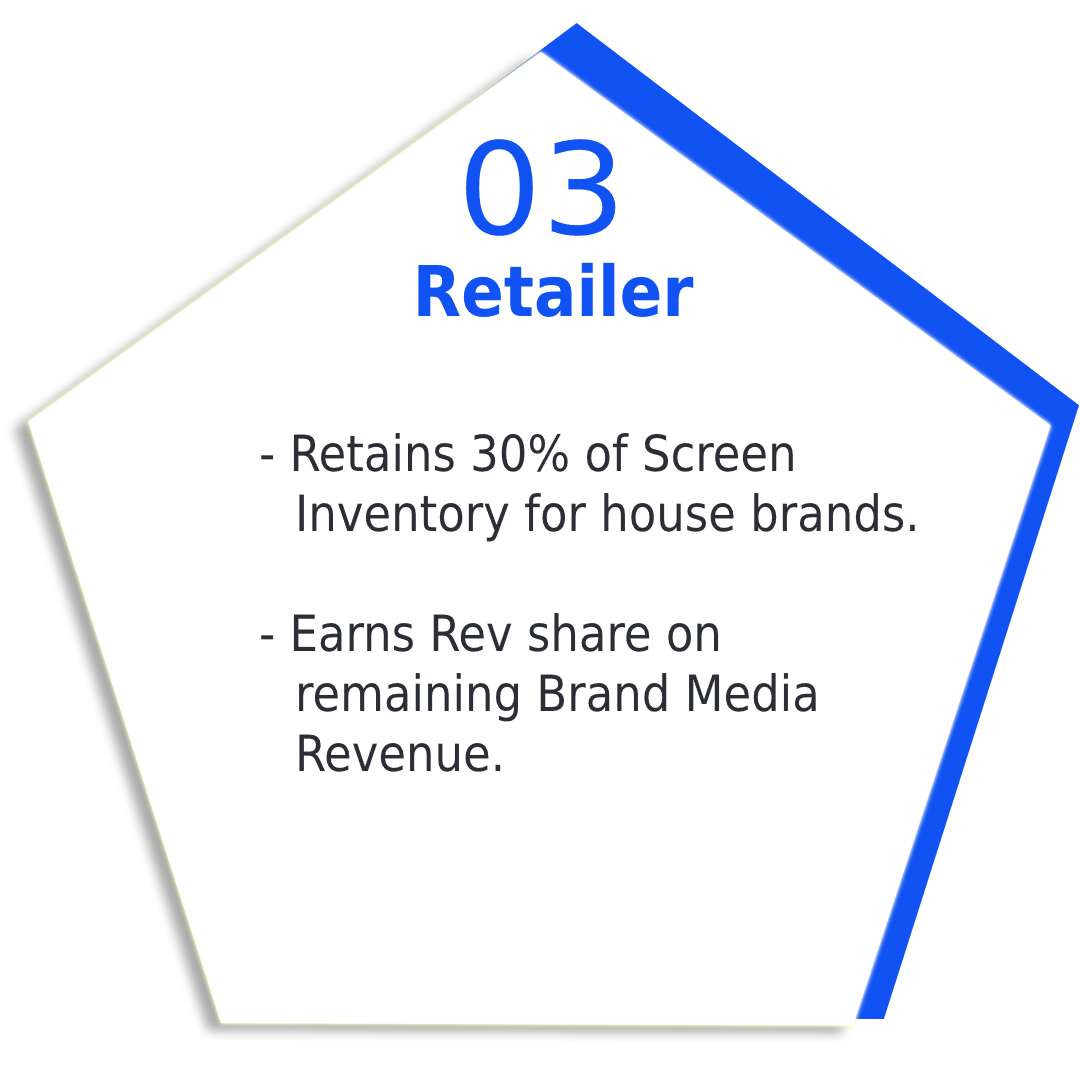 03
Retailer
- Retains 30% of Screen
Inventory for house brands.
- Earns Rev share on
remaining Brand Media
Revenue.